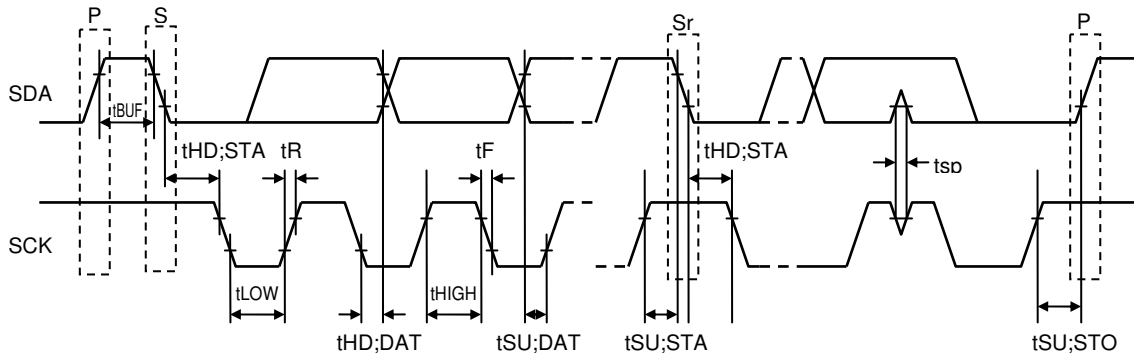 P S Sr P
SDA
tBUF
tHD;STA tR tF tHD;STA
tsp
SCK
tLOW tHIGH
tHD;DAT tSU;DAT tSU;STA tSU;STO